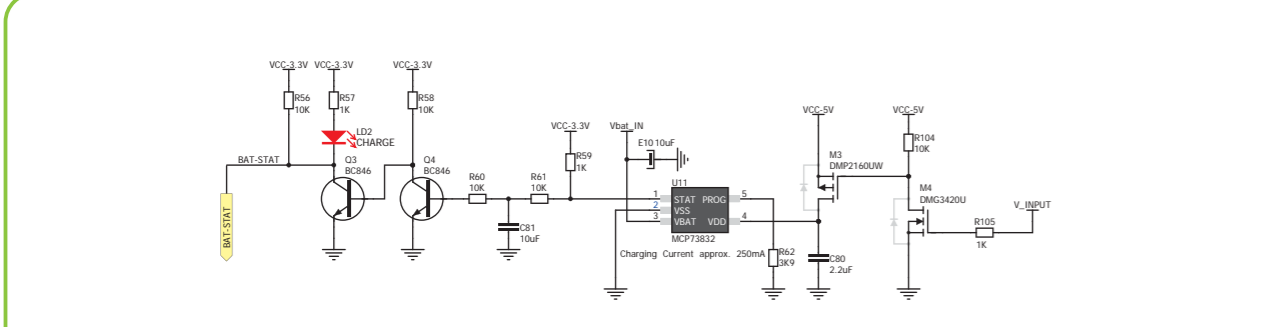 VCC-3.3V VCC-3.3V VCC-3.3V
R56
10K
R57
1K
R58
10K
LD2
CHARGE
BAT-STAT
BAT-STAT
Q3
BC846
Q4
BC846
R60
10K
R61
10K
C81
10uF
VCC-3.3V
R59
1K
Vbat_IN
E10 10uF
U11
1 STAT PROG 5
2 VSS
3 VBAT VDD 4
MCP73832
Charging Current approx. 250mA
R62
3K9
C80
2.2uF
VCC-5V
M3
DMP2160UW
VCC-5V
R104
10K
M4
DMG3420U
R105
1K
V_INPUT